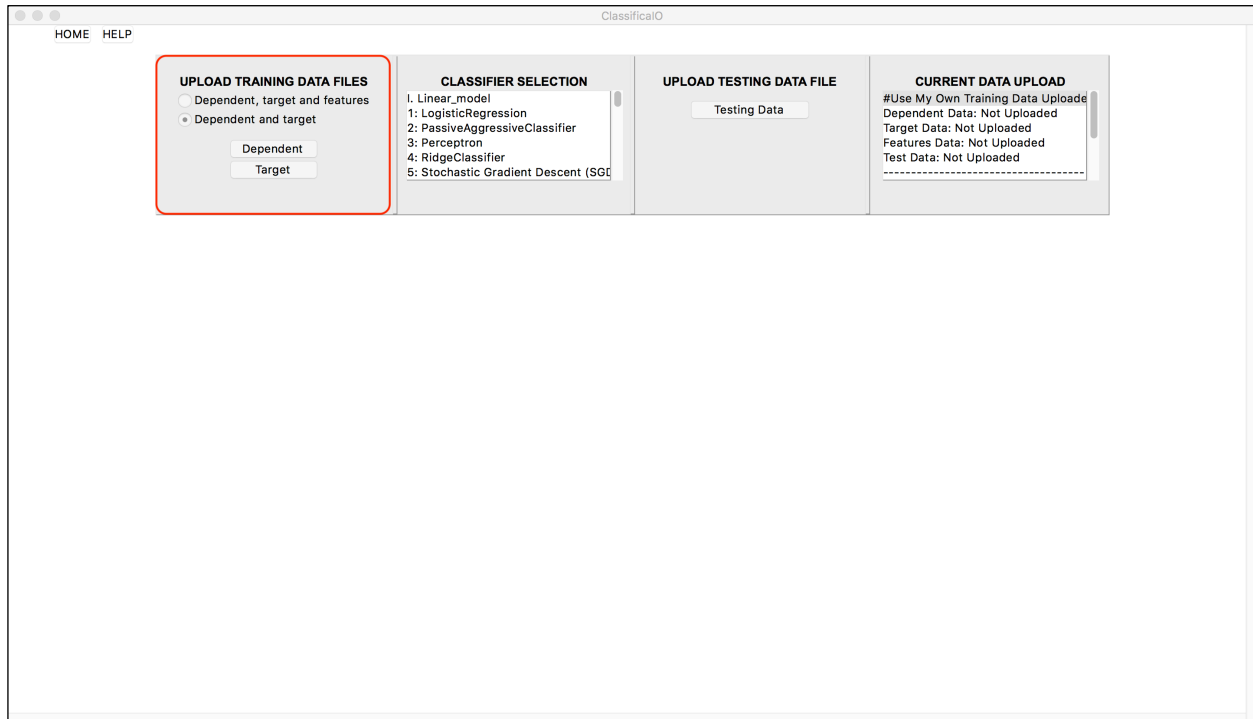 ClassificaIO
HOME HELP
UPLOAD TRAINING DATA FILES
Dependent, target and features
Dependent and target
Dependent
Target
CLASSIFIER SELECTION
I. Linear_model
1: LogisticRegression
2: PassiveAggressiveClassifier
3: Perceptron
4: RidgeClassifier
5: Stochastic Gradient Descent (SGD
UPLOAD TESTING DATA FILE
Testing Data
CURRENT DATA UPLOAD
#Use My Own Training Data Uploade
Dependent Data: Not Uploaded
Target Data: Not Uploaded
Features Data: Not Uploaded
Test Data: Not Uploaded
------------------------------------